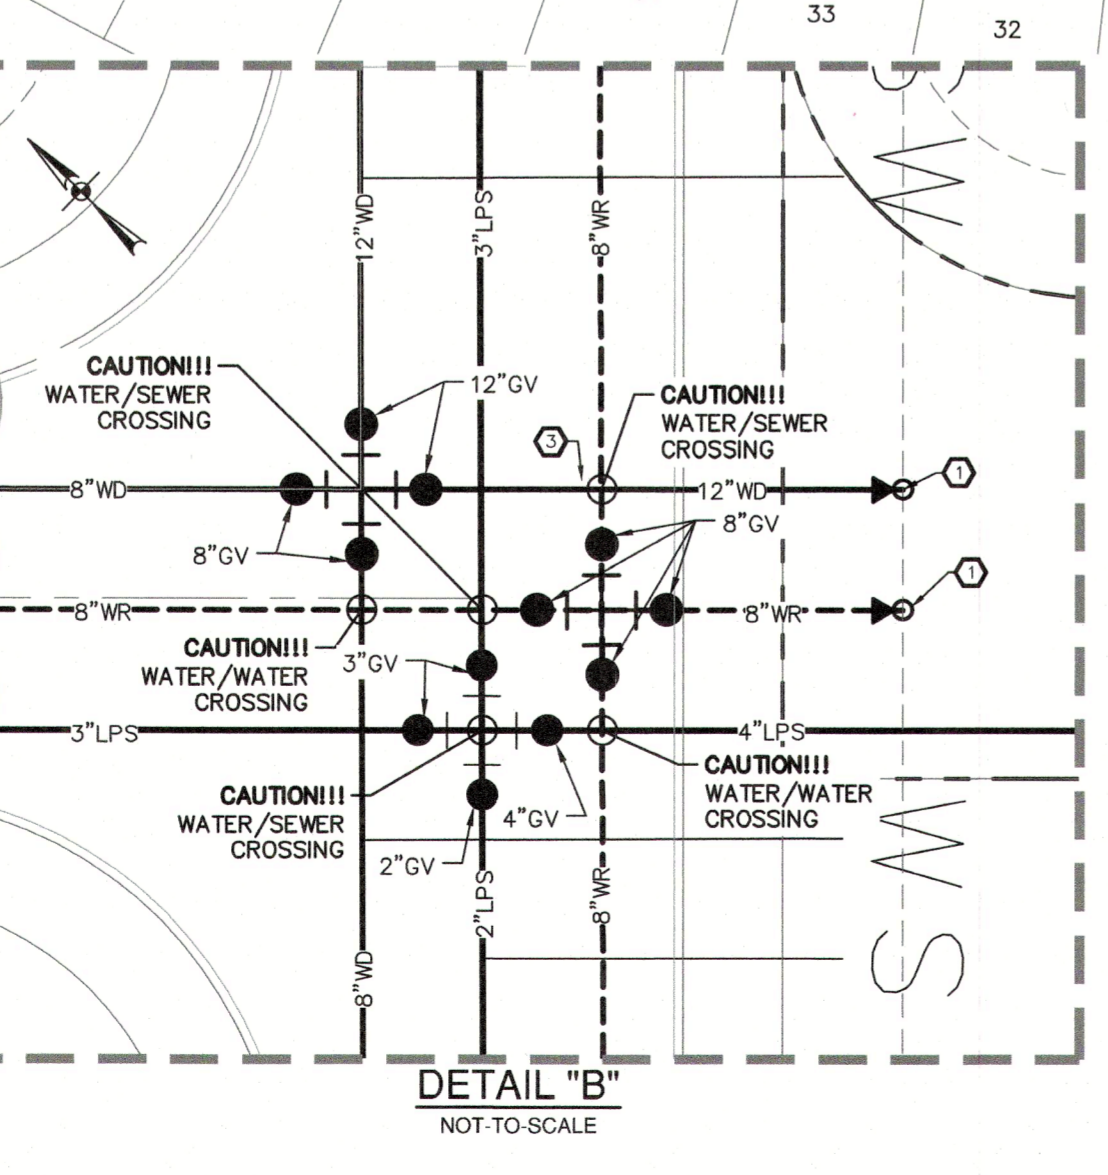 33
32
S
W
12"WD
3"LPS
8"WR
CAUTION!!!
WATER/SEWER
CROSSING
12"GV
CAUTION!!!
WATER/SEWER
CROSSING
3
8"WD
12"WD
1
8"GV
8"GV
1
8"WR
8"WR
CAUTION!!!
WATER/WATER
CROSSING
3"GV
3"LPS
4"LPS
CAUTION!!!
WATER/SEWER
CROSSING
4"GV
CAUTION!!!
WATER/WATER
CROSSING
2"GV
W
S
8"WD
2"LPS
8"WR
DETAIL "B"
NOT-TO-SCALE